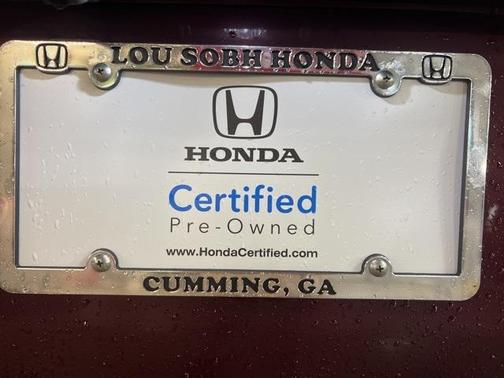 LOU SOBH HONDA
HONDA
Certified
Pre-Owned
www.HondaCertified.com
CUMMING, GA